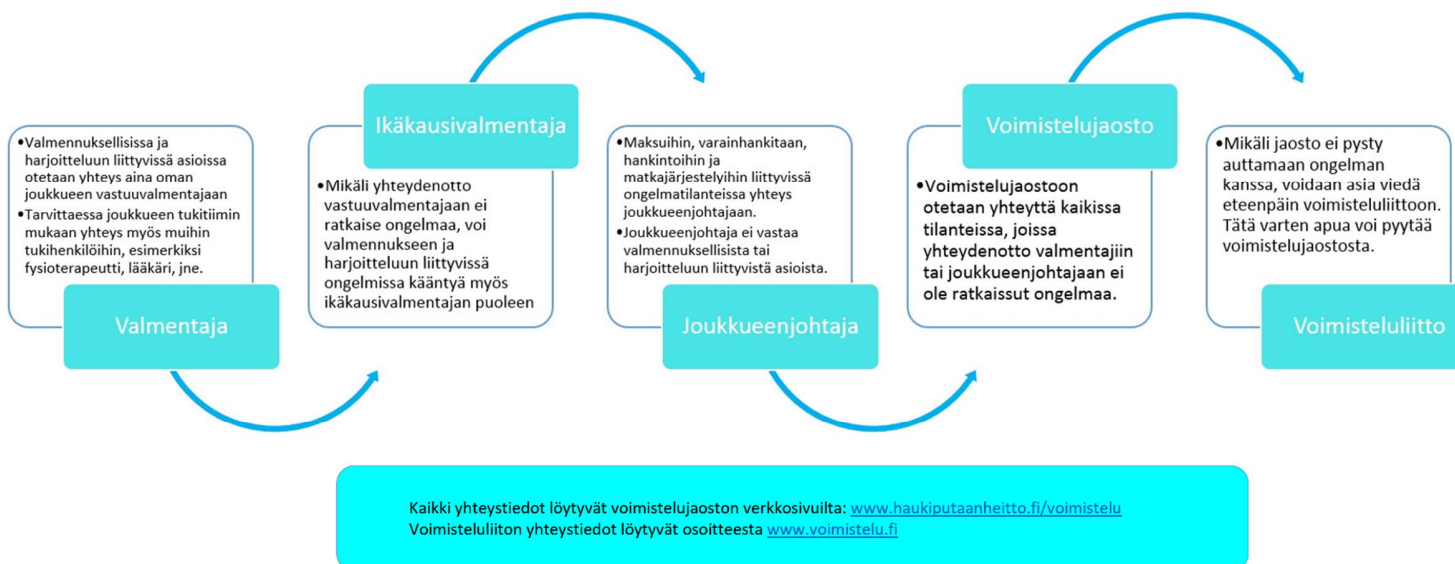 •Valmennuksellisissa ja
harjoitteluun liittyvissä asioissa
otetaan yhteys aina oman
joukkueen vastuuvalmentajaan
•Tarvittaessa joukkueen tukitiimin
mukaan yhteys myös muihin
tukihenkilöihin, esimerkiksi
fysioterapeutti, lääkäri, jne.
Valmentaja
Ikäkausivalmentaja
•Mikäli yhteydenotto
vastuuvalmentajaan ei
ratkaise ongelmaa, voi
valmennukseen ja
harjoitteluun liittyvissä
ongelmissa kääntyä myös
ikäkausivalmentajan puoleen
•Maksuihin, varainhankitaan,
hankintoihin ja
matkajärjestelyihin liittyvissä
ongelmatilanteissa yhteys
joukkueenjohtajaan.
•Joukkueenjohtaja ei vastaa
valmennuksellisista tai
harjoitteluun liittyvistä asioista.
Joukkueenjohtaja
Voimistelujaosto
•Voimistelujaostoon
otetaan yhteyttä kaikissa
tilanteissa, joissa
yhteydenotto valmentajiin
tai joukkueenjohtajaan ei
ole ratkaissut ongelmaa.
•Mikäli jaosto ei pysty
auttamaan ongelman
kanssa, voidaan asia viedä
eteenpäin voimisteluliittoon.
Tätä varten apua voi pyytää
voimistelujaostosta.
Voimisteluliitto
Kaikki yhteystiedot löytyvät voimistelujaoston verkkosivuilta: www.haukiputaanheitto.fi/voimistelu
Voimisteluliiton yhteystiedot löytyvät osoitteesta www.voimistelu.fi